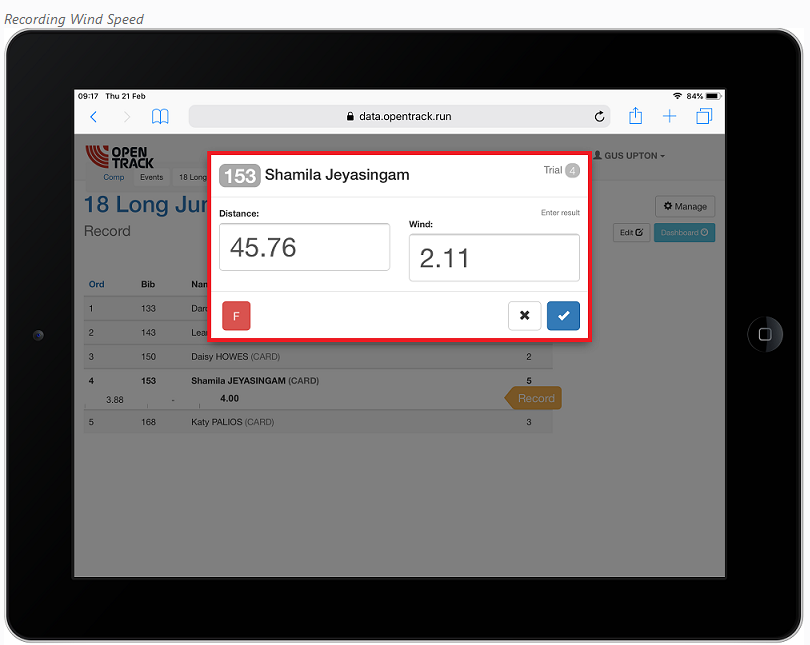 Recording Wind Speed
09:17 Thu 21 Feb
84%
data.opentrack.run
OPEN
TRACK
GUS UPTON
Comp Events 18 Long
18 Long Jur
Manage
Record
Edit Dashboard
153 Shamila Jeyasingam Trial 4
Enter result
Distance: Wind:
45.76 2.11
F
Ord Bib
1 133
2 143
3 150 Daisy HOWES (CARD) 2
4 153 Shamila JEYASINGAM (CARD) 5
3.88 - 4.00 Record
5 168 Katy PALIOS (CARD) 3